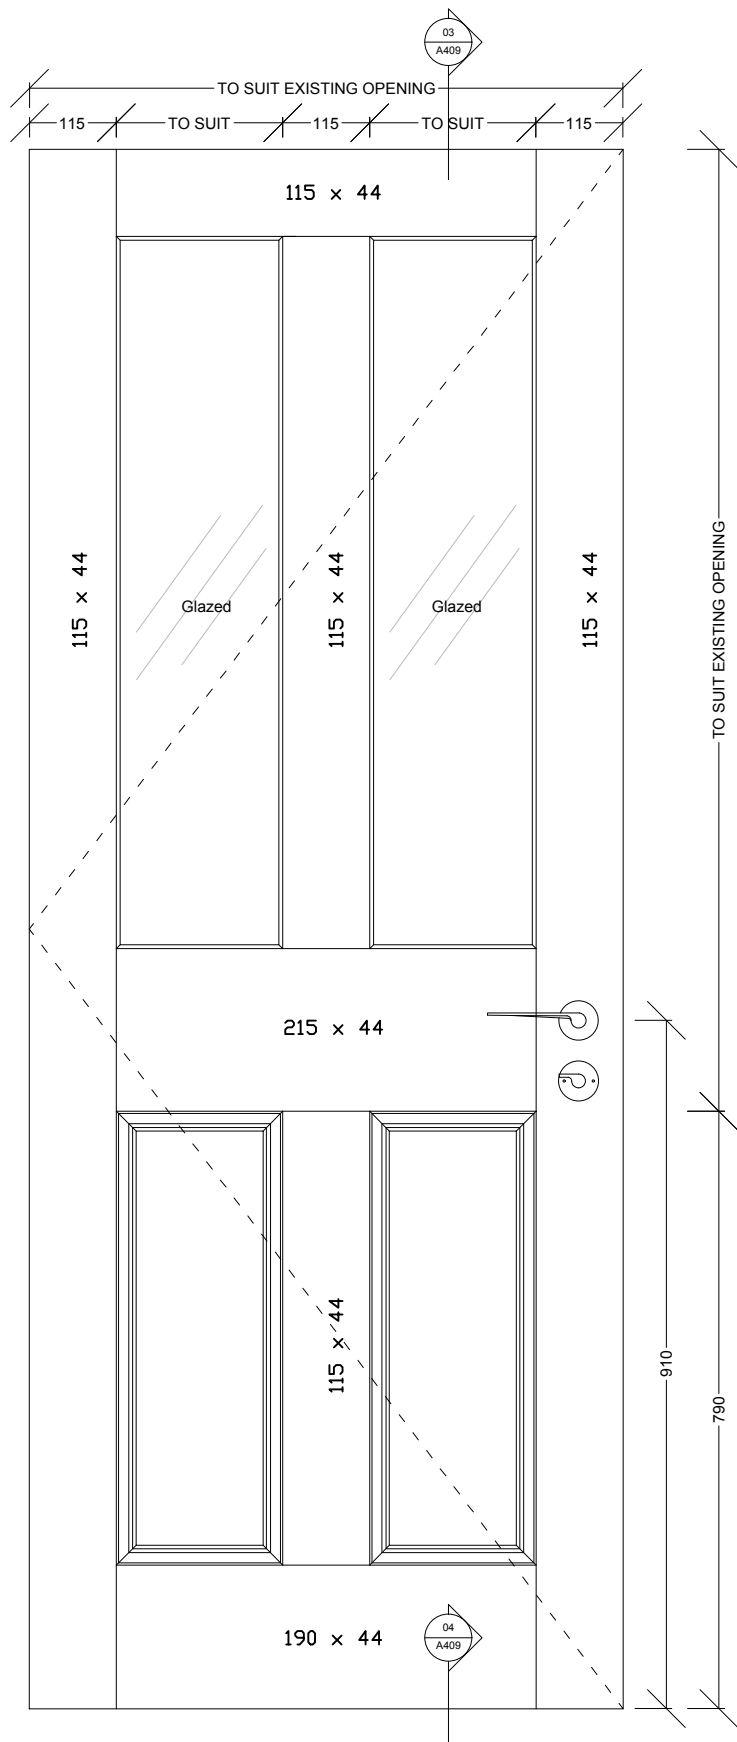 03
A409
TO SUIT EXISTING OPENING
115
TO SUIT
115
TO SUIT
115
115 x 44
115 x 44
Glazed
115 x 44
Glazed
115 x 44
TO SUIT EXISTING OPENING
215 x 44
115 x 44
910
790
190 x 44
04
A409